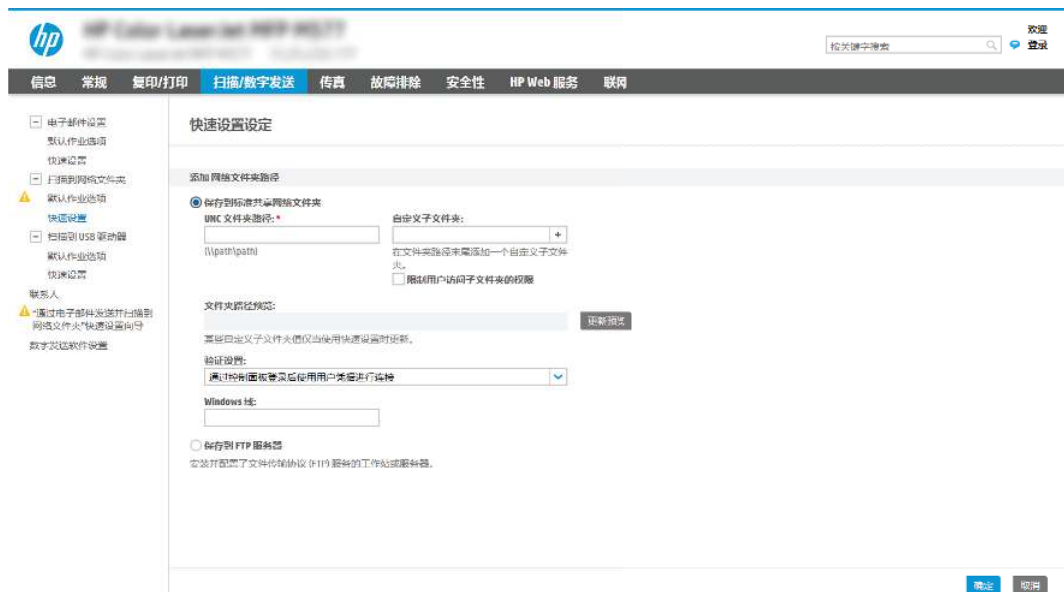 hp
欢迎
按关键字搜索
登录
信息 常规 复印/打印 扫描/数字发送 传真 故障排除 安全性 HP Web 服务 联网
电子邮件设置
默认作业选项
快速设置
扫描到网络文件夹
默认作业选项
快速设置
扫描到 USB 驱动器
默认作业选项
快速设置
联系人
“通过电子邮件发送并扫描到
网络文件夹”快速设置向导
数字发送软件设置
快速设置设定
添加网络文件夹路径
保存到标准共享网络文件夹
UNC 文件夹路径:*
(\\path\path)
自定义子文件夹:
+
在文件夹路径末尾添加一个自定义子文件
夹。
限制用户访问子文件夹的权限
文件夹路径预览:
更新预览
某些自定义子文件夹值仅当使用快速设置时更新。
验证设置:
通过控制面板登录后使用用户凭据进行连接
Windows 域:
保存到 FTP 服务器
安装并配置了文件传输协议 (FTP) 服务的工作站或服务器。
确定 取消